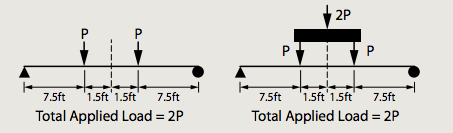 P P
7.5ft 1.5ft 1.5ft 7.5ft
Total Applied Load = 2P
2P
P P
7.5ft 1.5ft 1.5ft 7.5ft
Total Applied Load = 2P